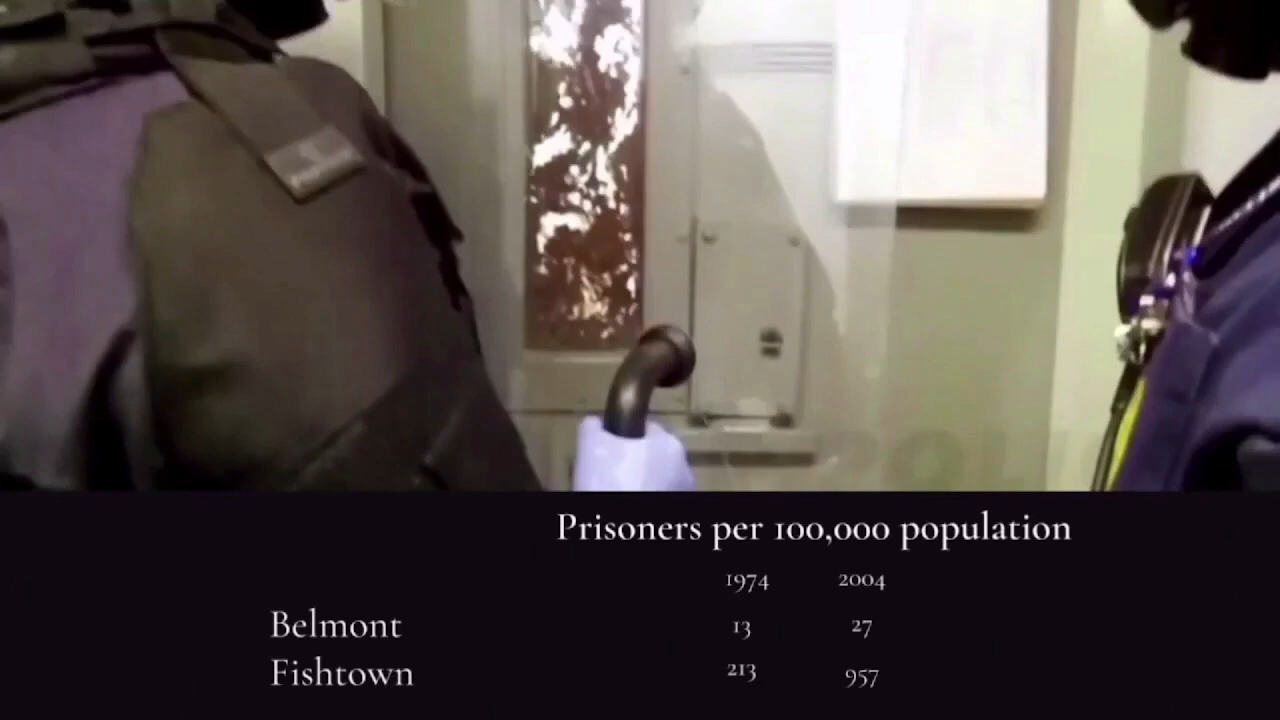 Prisoners per 100,000 population
1974 2004
Belmont 13 27
Fishtown 213 957